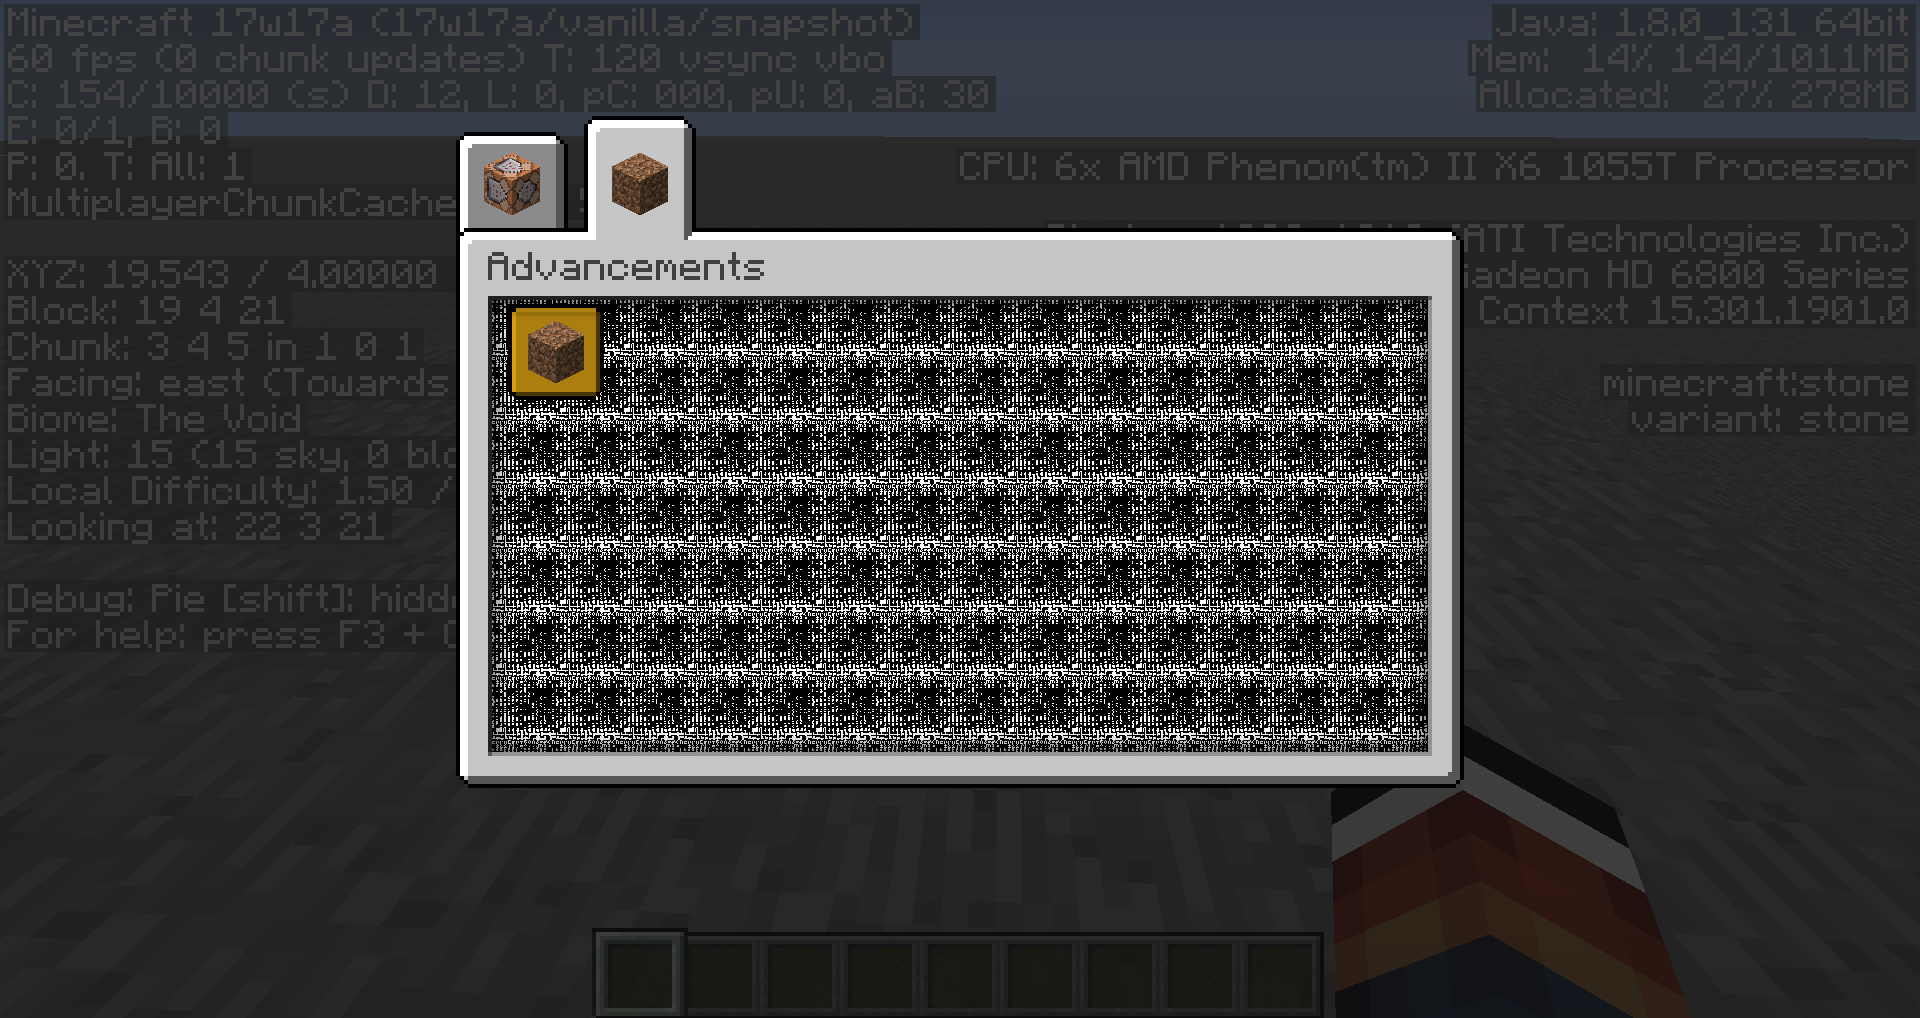 Minecraft 17w17a (17w17a/vanilla/snapshot)
60 fps (0 chunk updates) T: 120 vsync vbo
C: 154/10000 (s) D: 12, L: 0, pC: 000, pU: 0, aB: 30
E: 0/1, B: 0
P: 0. T: All: 1
MultiplayerChunkCache
XYZ: 19.543 / 4.00000
Block: 19 4 21
Chunk: 3 4 5 in 1 0 1
Facing: east (Towards
Biome: The Void
Light: 15 (15 sky, 0
Local Difficulty: 1.50 /
Looking at: 22 3 21
Debug: Pie [shift]:
For help: press F3 +
Java: 1.8.0_131 64bit
Mem: 14% 144/1011MB
Allocated: 27% 278MB
CPU: 6x AMD Phenom(tm) II X6 1055T Processor
ATI Technologies Inc.)
HD 6800 Series
Context 15.301.1901.0
minecraft:stone
variant: stone
Advancements